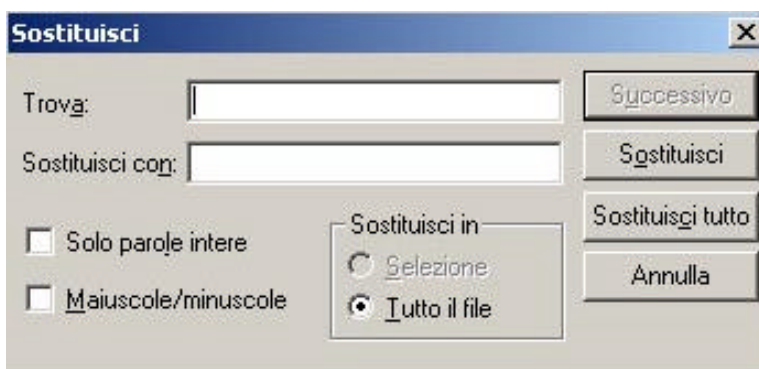 Sostituisci
Trova:
Successivo
Sostituisci con:
Sostituisci
Sostituisci tutto
Annulla
Solo parole intere
Maiuscole/minuscole
Sostituisci in
Selezione
Tutto il file